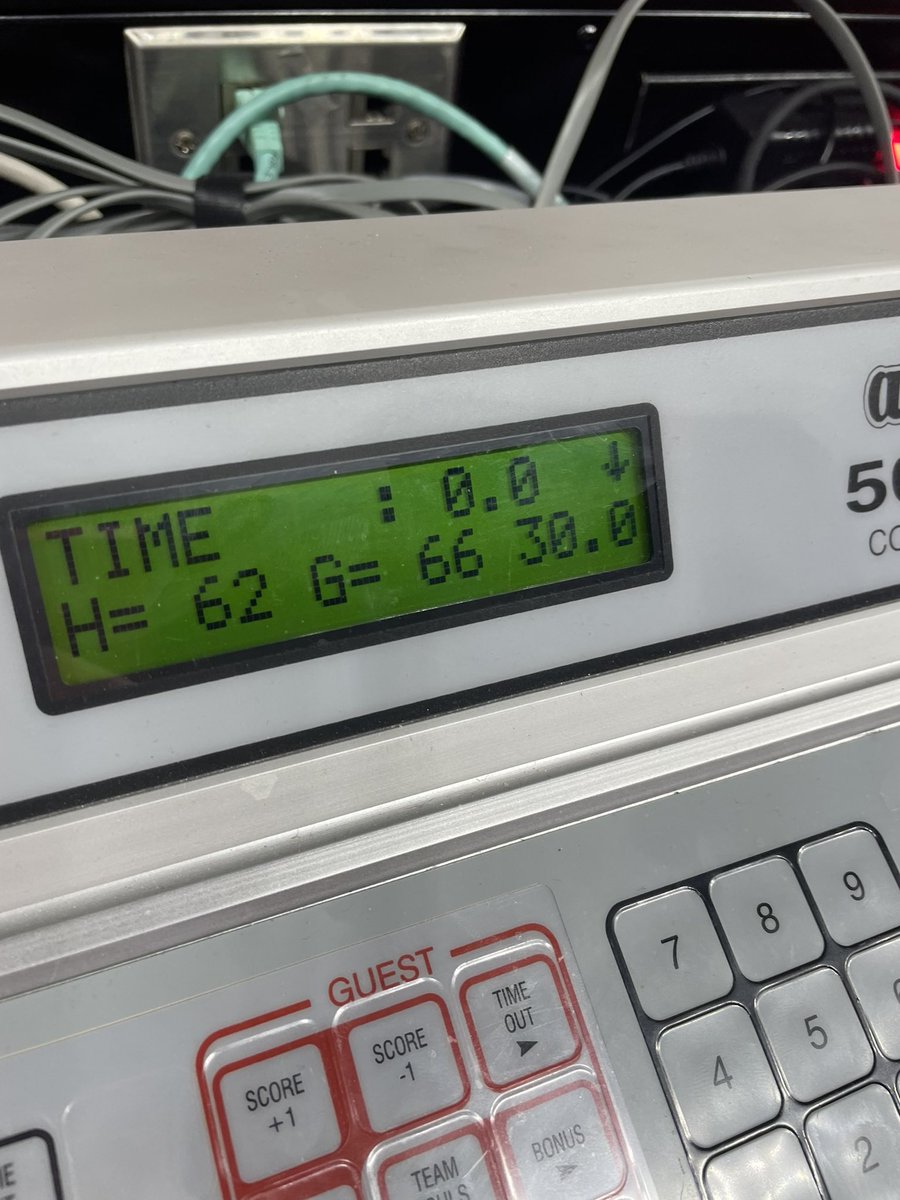 TIME : 0.0 ↓
H= 62 G= 66 30.0
50
GUEST
SCORE +1
SCORE -1
TIME OUT
TEAM
BONUS
7 8 9
4 5
2